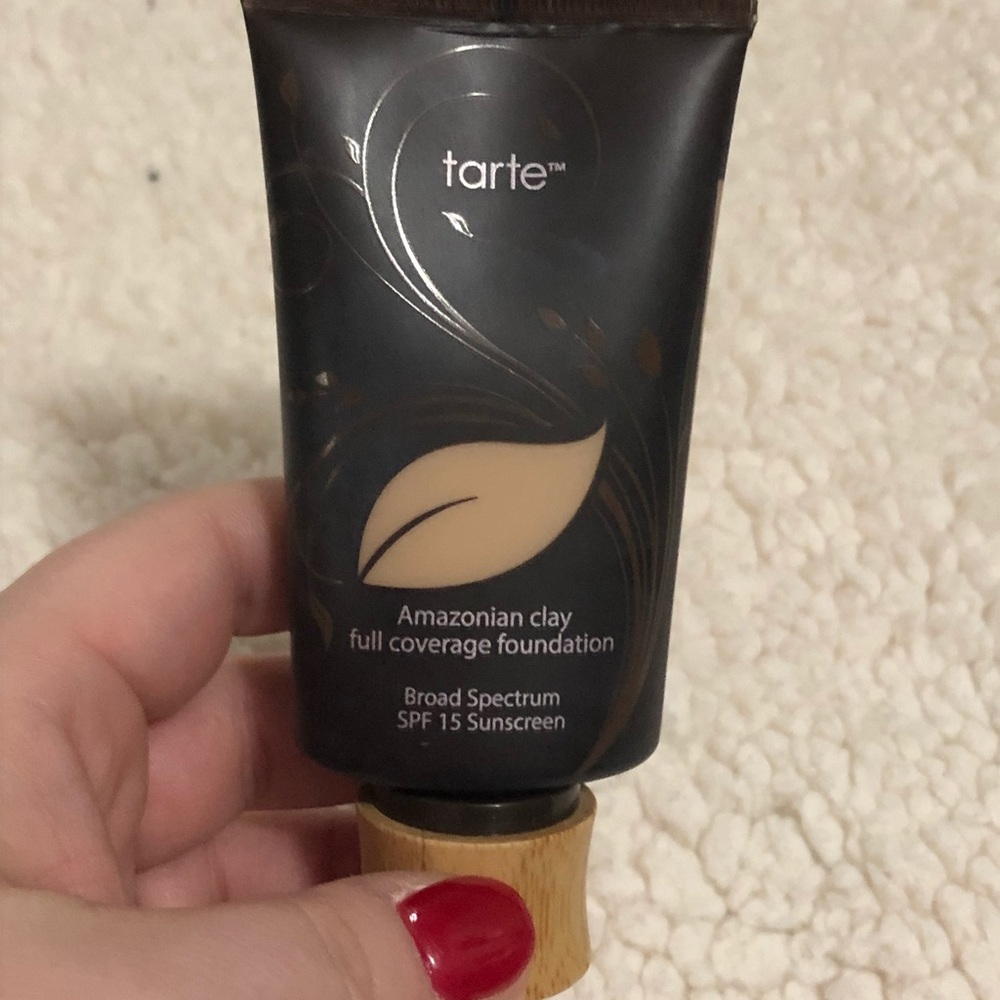 tarte™
Amazonian clay
full coverage foundation
Broad Spectrum
SPF 15 Sunscreen